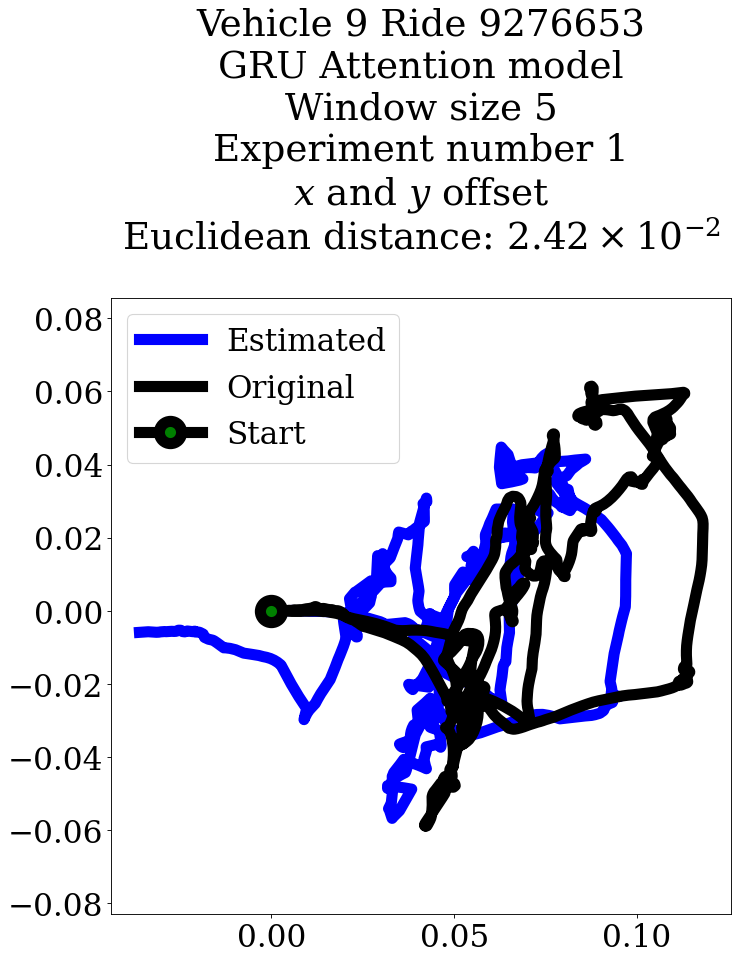 Vehicle 9 Ride 9276653
GRU Attention model
Window size 5
Experiment number 1
x and y offset
Euclidean distance: 2.42 × 10⁻²
Estimated
Original
Start
0.08
0.06
0.04
0.02
0.00
−0.02
−0.04
−0.06
−0.08
0.00 0.05 0.10